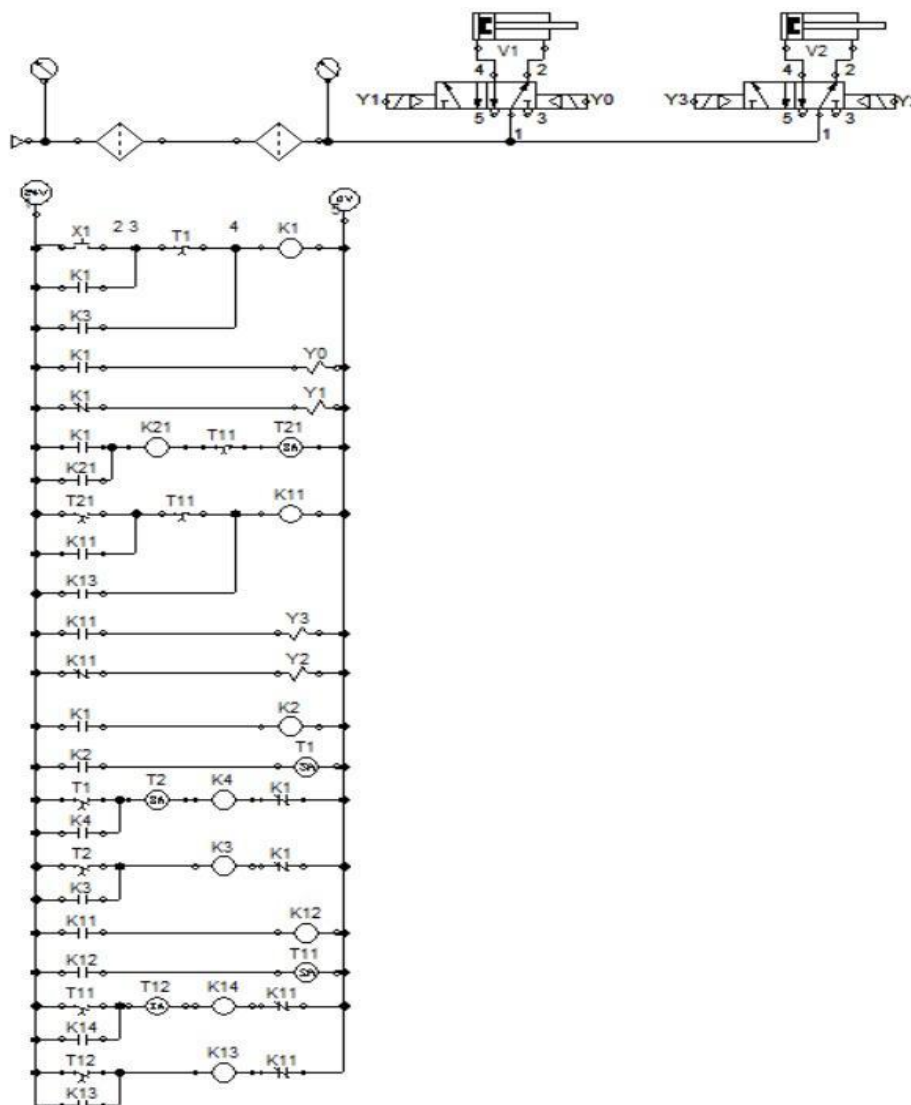 V1 V2
4 2 4 2
Y1 Y0 Y3
5 3 5 3
1 1
X1 2 3 T1 4 K1
K1
K3
K1 Y0
K1 Y1
K1 K21 T11 T21
K21
T21 T11 K11
K11
K13
K11 Y3
K11 Y2
K1 K2
K2 T1
T1 T2 K4 K1
K4
T2 K3 K1
K3
K11 K12
K12 T11
T11 T12 K14 K11
K14
T12 K13 K11
K13